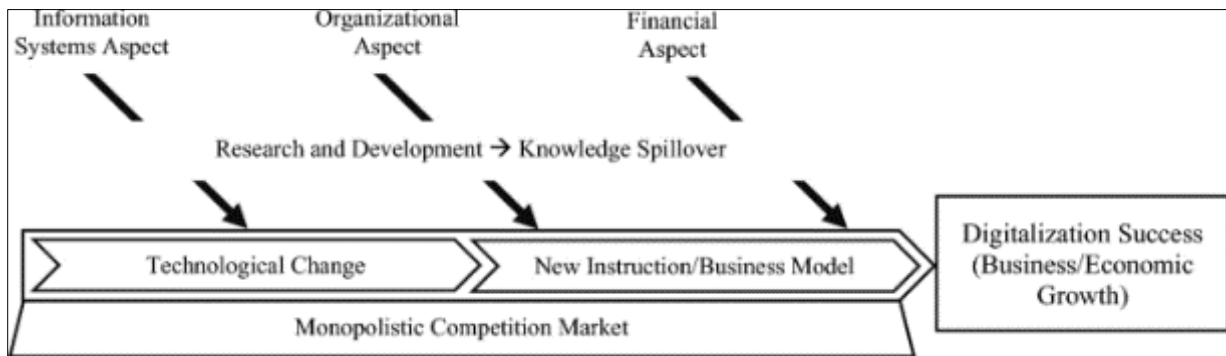 Information
Systems Aspect
Organizational
Aspect
Financial
Aspect
Research and Development → Knowledge Spillover
Technological Change
New Instruction/Business Model
Monopolistic Competition Market
Digitalization Success
(Business/Economic
Growth)